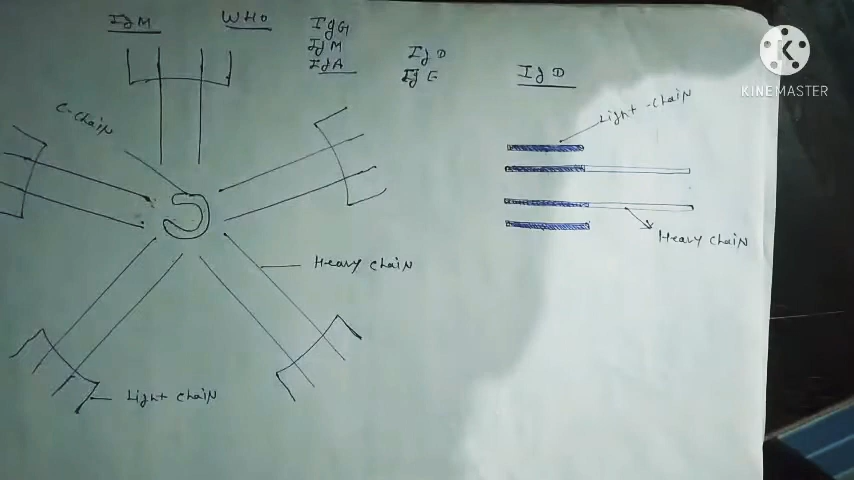 IgM
WHO
IgG
IgM
IgA
IgD
IgE
IgD
KINEMASTER
Light-chain
C-chain
Heavy chain
Heavy chain
Light chain